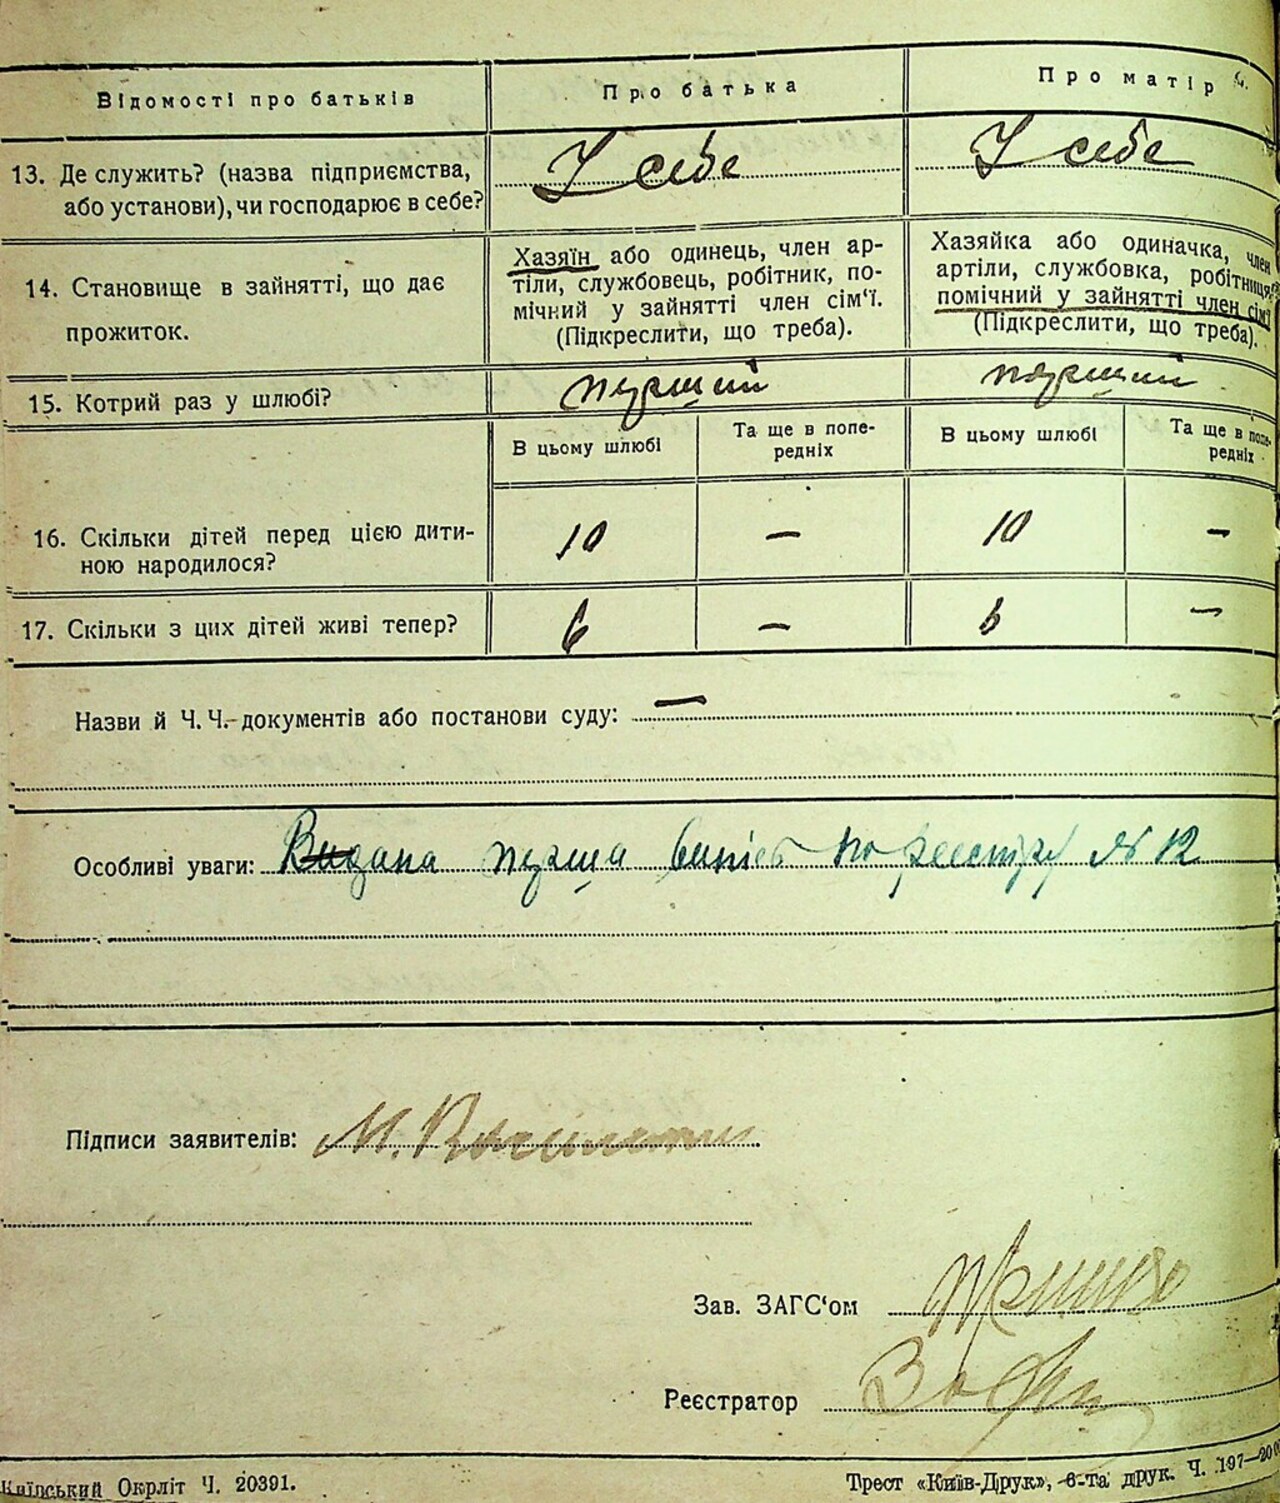 Відомості про батьків
Про батька
Про матір
13. Де служить? (назва підприємства,
або установи), чи господарює в себе?
У себе
У себе
14. Становище в зайнятті, що дає
прожиток.
Хазяїн або одинець, член ар-
тіли, службовець, робітник, по-
мічний у зайнятті член сім‘ї.
(Підкреслити, що треба).
Хазяйка або одиначка, член
артіли, службовка, робітниця,
помічний у зайнятті член сім‘ї
(Підкреслити, що треба).
15. Котрий раз у шлюбі?
перший
перший
В цьому шлюбі
Та ще в попе-
редніх
В цьому шлюбі
Та ще в попе-
редніх
16. Скільки дітей перед цією дити-
ною народилося?
10
—
10
—
17. Скільки з цих дітей живі тепер?
6
—
6
—
Назви й Ч. Ч.-документів або постанови суду: —
Особливі уваги: Видана перша випись по реєстру № 12
Підписи заявителів: М.
Зав. ЗАГС‘ом
Реєстратор
Київський Окрліт Ч. 20391.
Трест «Київ-Друк», 6-та друк. Ч. 197—200